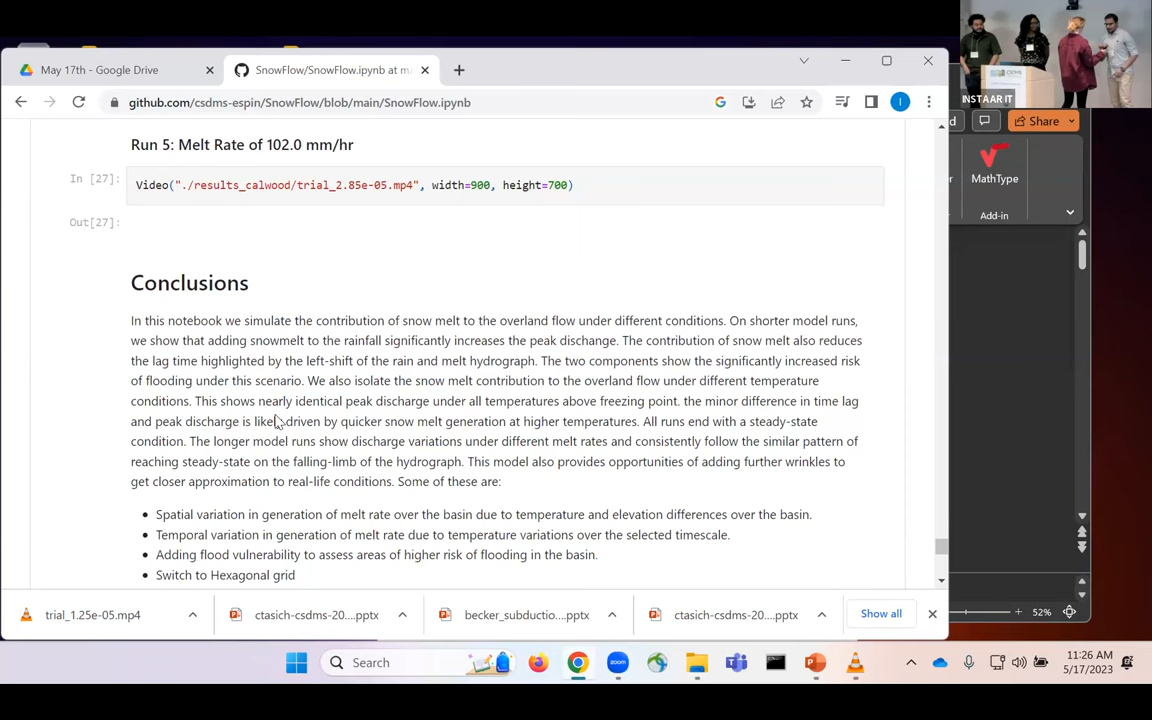 May 17th - Google Drive
SnowFlow/SnowFlow.ipynb at ma
github.com/csdms-espin/SnowFlow/blob/main/SnowFlow.ipynb
Run 5: Melt Rate of 102.0 mm/hr
In [27]:
Video("./results_calwood/trial_2.85e-05.mp4", width=900, height=700)
Out[27]:
Conclusions
In this notebook we simulate the contribution of snow melt to the overland flow under different conditions. On shorter model runs,
we show that adding snowmelt to the rainfall significantly increases the peak discharge. The contribution of snow melt also reduces
the lag time highlighted by the left-shift of the rain and melt hydrograph. The two components show the significantly increased risk
of flooding under this scenario. We also isolate the snow melt contribution to the overland flow under different temperature
conditions. This shows nearly identical peak discharge under all temperatures above freezing point. the minor difference in time lag
and peak discharge is likely driven by quicker snow melt generation at higher temperatures. All runs end with a steady-state
condition. The longer model runs show discharge variations under different melt rates and consistently follow the similar pattern of
reaching steady-state on the falling-limb of the hydrograph. This model also provides opportunities of adding further wrinkles to
get closer approximation to real-life conditions. Some of these are:
• Spatial variation in generation of melt rate over the basin due to temperature and elevation differences over the basin.
• Temporal variation in generation of melt rate due to temperature variations over the selected timescale.
• Adding flood vulnerability to assess areas of higher risk of flooding in the basin.
• Switch to Hexagonal grid
trial_1.25e-05.mp4
ctasich-csdms-20....pptx
becker_subductio...pptx
ctasich-csdms-20....pptx
Show all
INSTAAR IT
Share
MathType
Add-in
52%
Search
11:26 AM
5/17/2023